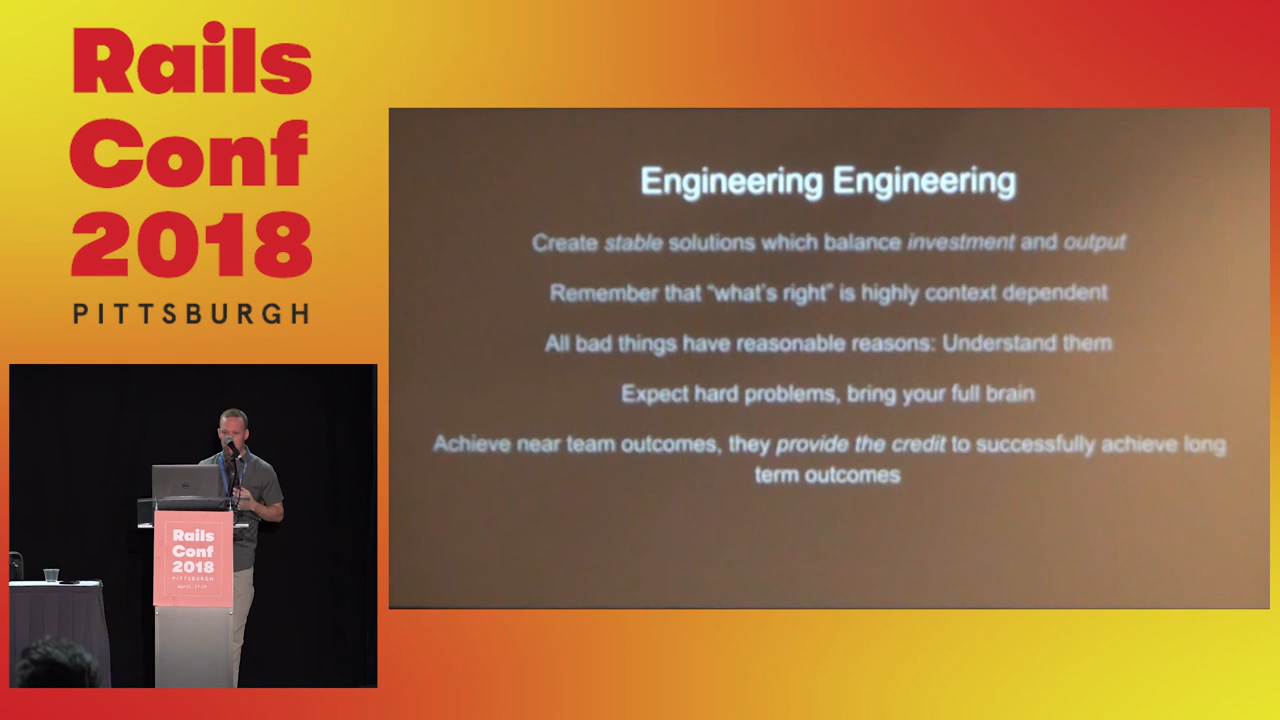 Rails
Conf
2018
PITTSBURGH
Engineering Engineering
Create stable solutions which balance investment and output
Remember that “what’s right” is highly context dependent
All bad things have reasonable reasons: Understand them
Expect hard problems, bring your full brain
Achieve near team outcomes, they provide the credit to successfully achieve long
term outcomes
Rails
Conf
2018
PITTSBURGH